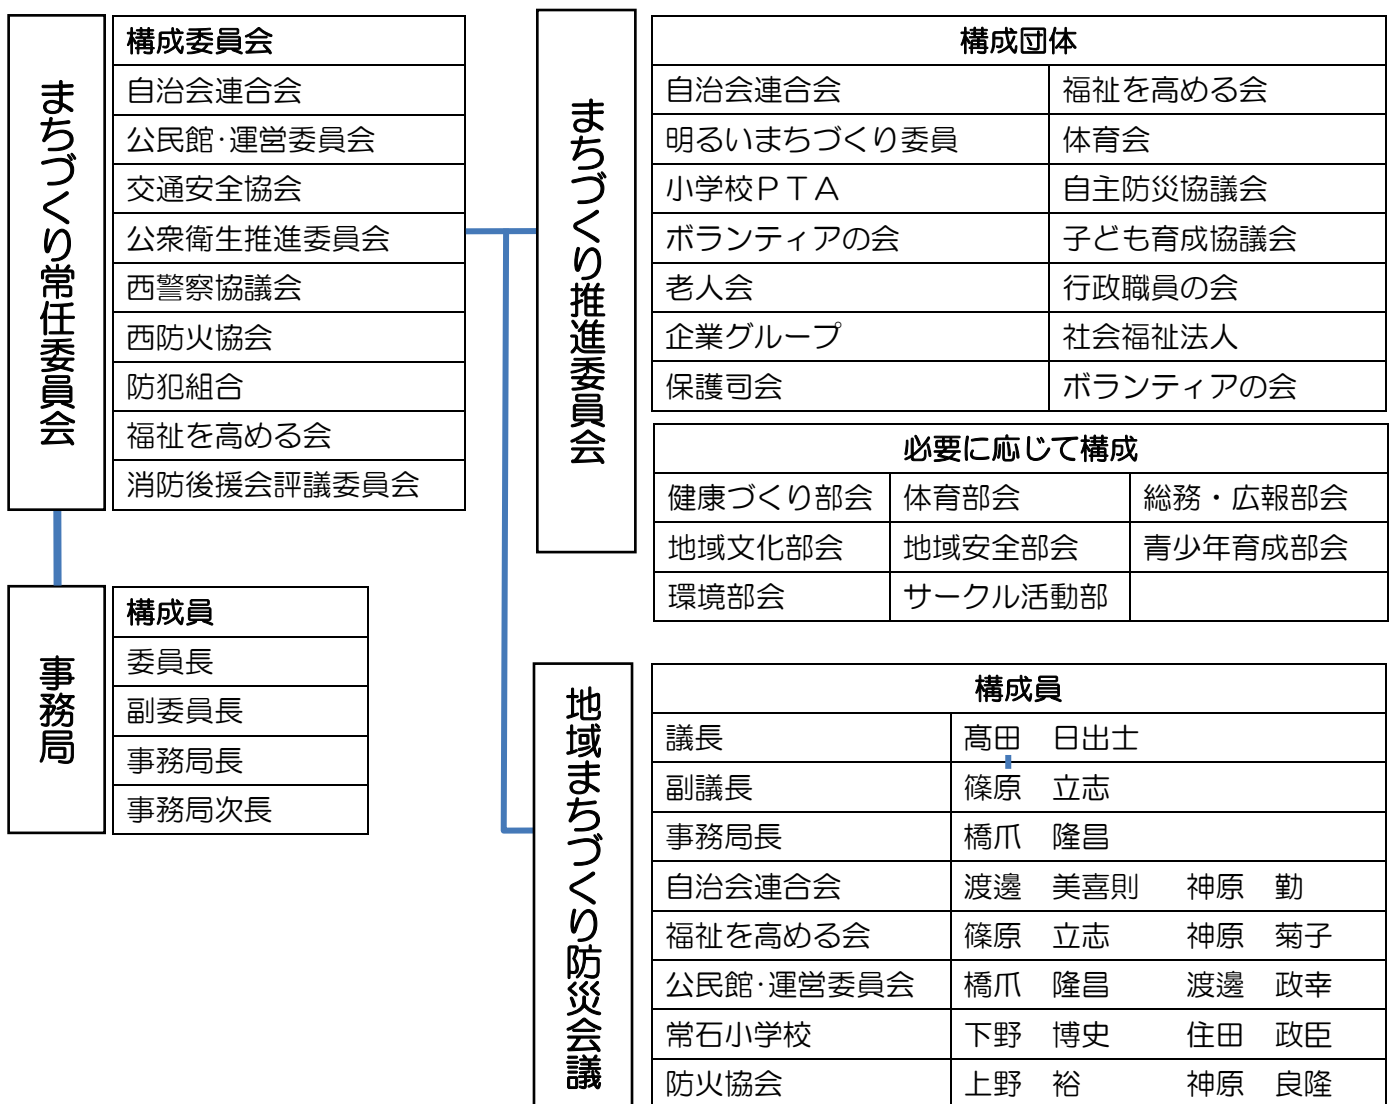 まちづくり常任委員会
構成委員会
自治会連合会
公民館･運営委員会
交通安全協会
公衆衛生推進委員会
西警察協議会
西防火協会
防犯組合
福祉を高める会
消防後援会評議委員会
事務局
構成員
委員長
副委員長
事務局長
事務局次長
まちづくり推進委員会
構成団体
自治会連合会 福祉を高める会
明るいまちづくり委員 体育会
小学校ＰＴＡ 自主防災協議会
ボランティアの会 子ども育成協議会
老人会 行政職員の会
企業グループ 社会福祉法人
保護司会 ボランティアの会
必要に応じて構成
健康づくり部会 体育部会 総務・広報部会
地域文化部会 地域安全部会 青少年育成部会
環境部会 サークル活動部
地域まちづくり防災会議
構成員
議長 髙田 日出士
副議長 篠原 立志
事務局長 橋爪 隆昌
自治会連合会 渡邊 美喜則 神原 勤
福祉を高める会 篠原 立志 神原 菊子
公民館･運営委員会 橋爪 隆昌 渡邊 政幸
常石小学校 下野 博史 住田 政臣
防火協会 上野 裕 神原 良隆